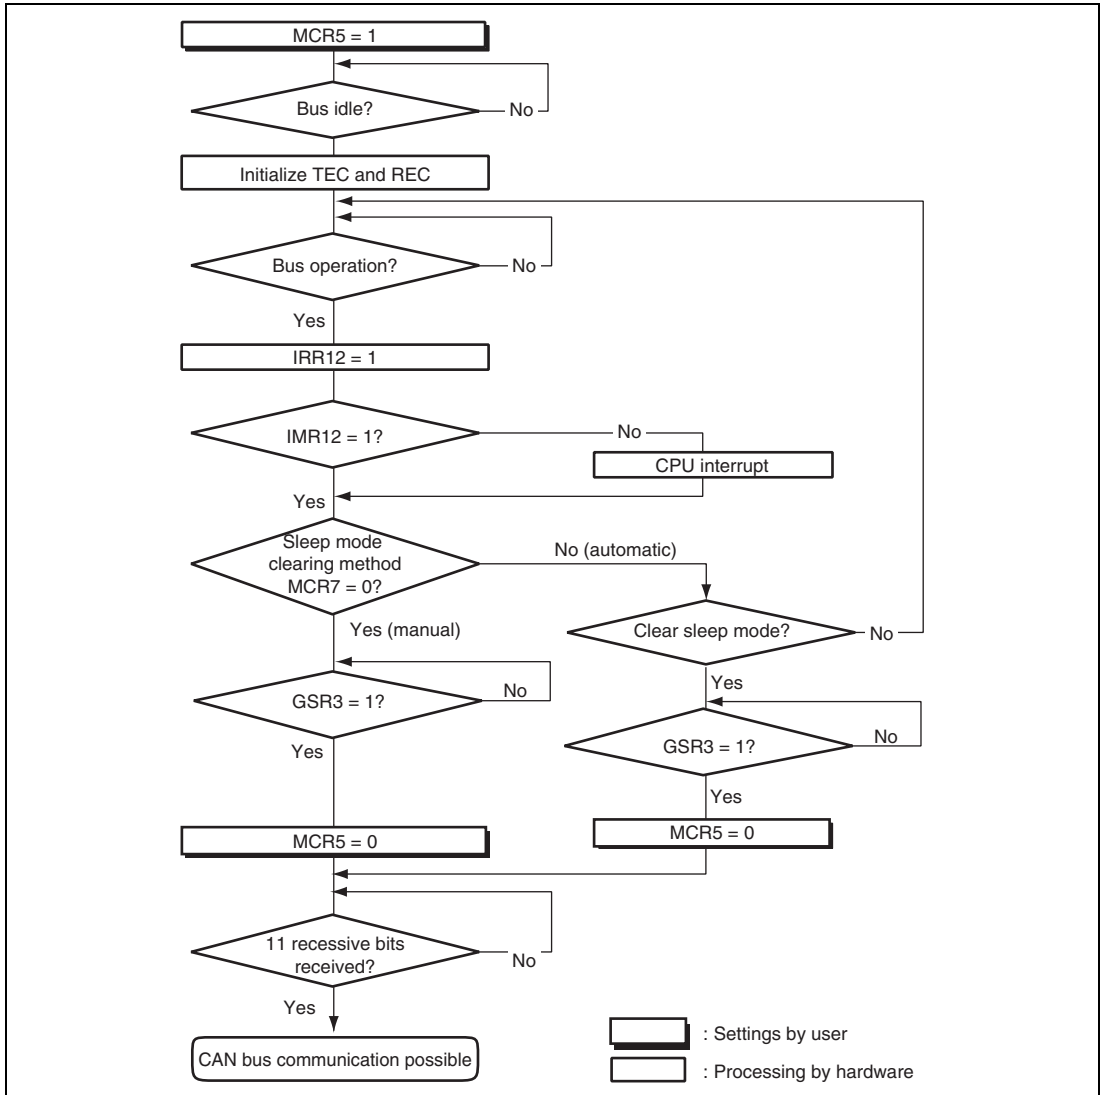 MCR5 = 1
Bus idle?
No
Initialize TEC and REC
Bus operation?
No
Yes
IRR12 = 1
IMR12 = 1?
No
CPU interrupt
Yes
Sleep mode
clearing method
MCR7 = 0?
No (automatic)
Yes (manual)
Clear sleep mode?
No
Yes
GSR3 = 1?
No
Yes
GSR3 = 1?
No
Yes
MCR5 = 0
MCR5 = 0
11 recessive bits
received?
No
Yes
CAN bus communication possible
: Settings by user
: Processing by hardware